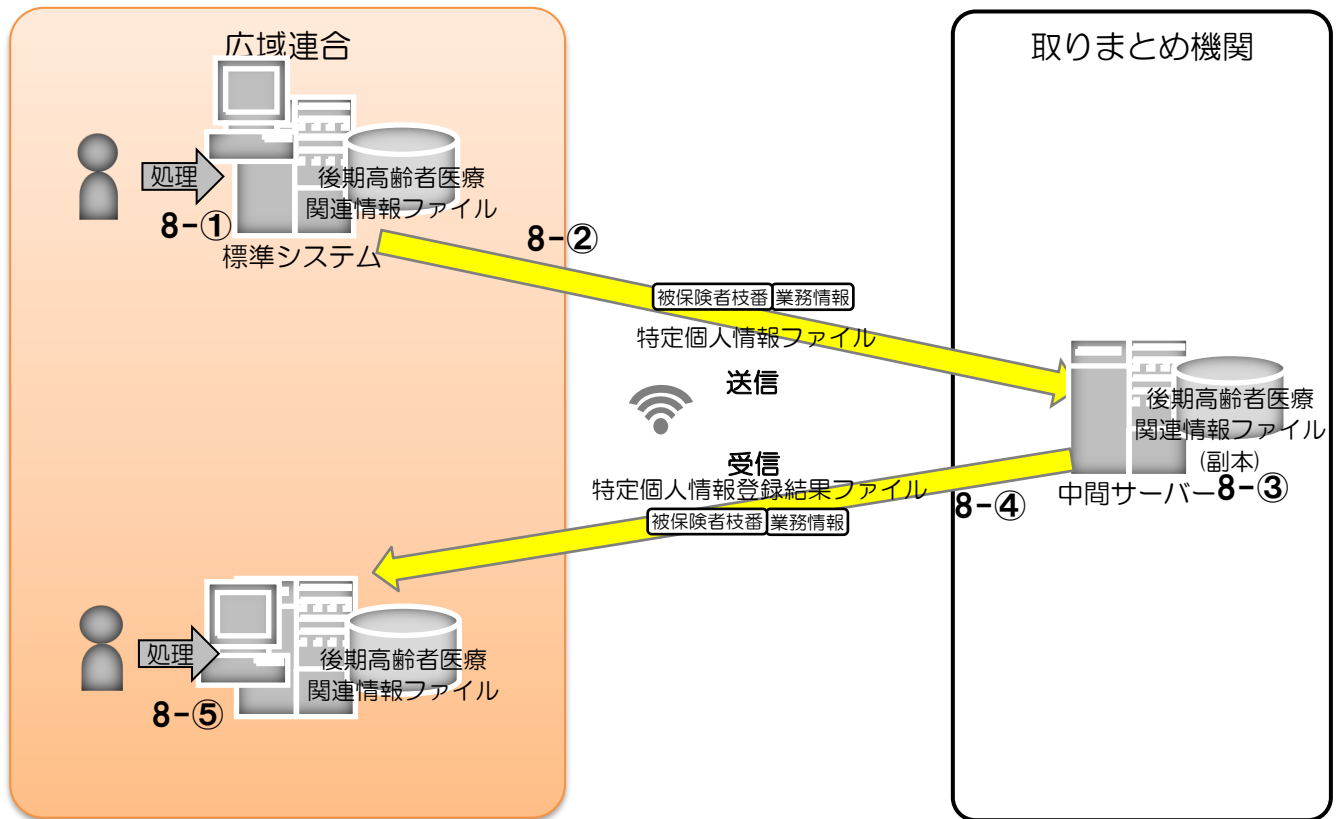 広域連合
取りまとめ機関
処理
8-①
後期高齢者医療
関連情報ファイル
標準システム
8-②
被保険者枝番 業務情報
特定個人情報ファイル
送信
後期高齢者医療
関連情報ファイル
(副本)
中間サーバー 8-③
受信
特定個人情報登録結果ファイル
8-④
被保険者枝番 業務情報
処理
8-⑤
後期高齢者医療
関連情報ファイル